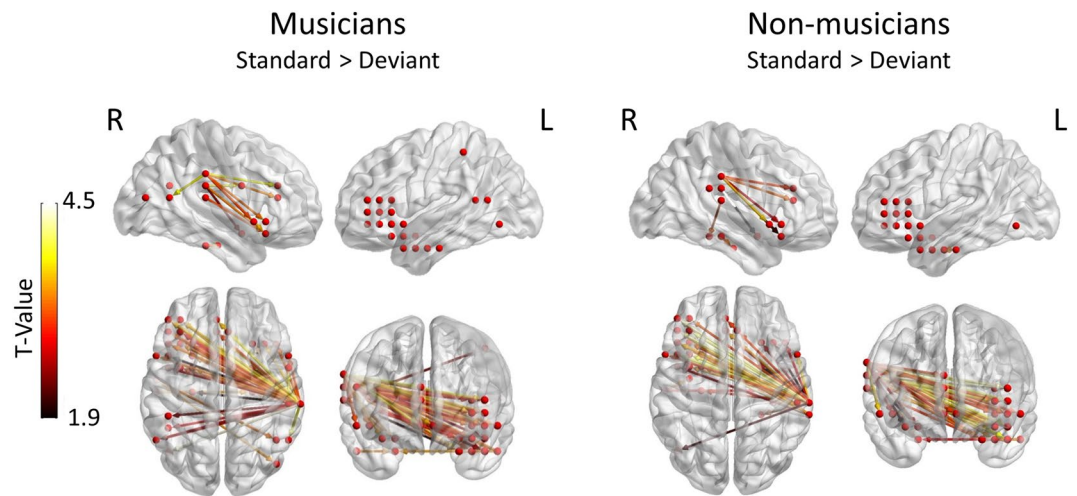 Musicians
Standard > Deviant
Non-musicians
Standard > Deviant
R
L
R
L
4.5
T-Value
1.9